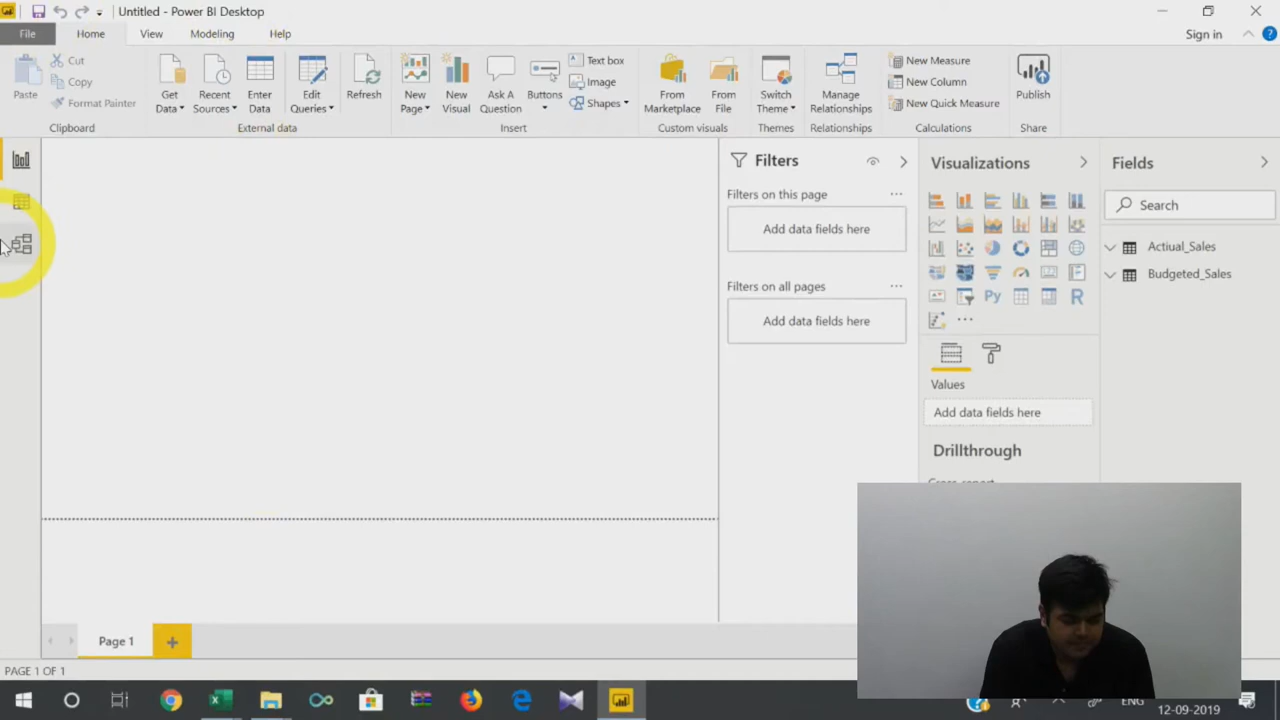 Untitled - Power BI Desktop
File
Home
View
Modeling
Help
Sign in
Paste
Cut
Copy
Format Painter
Clipboard
Get
Data
Recent
Sources
Enter
Data
Edit
Queries
Refresh
External data
New
Page
New
Visual
Ask A
Question
Buttons
Text box
Image
Shapes
Insert
From
Marketplace
From
File
Custom visuals
Switch
Theme
Themes
Manage
Relationships
Relationships
New Measure
New Column
New Quick Measure
Calculations
Publish
Share
Filters
Filters on this page
Add data fields here
Filters on all pages
Add data fields here
Visualizations
Py
R
Values
Add data fields here
Drillthrough
Fields
Search
Actiual_Sales
Budgeted_Sales
Page 1
PAGE 1 OF 1
ENG
12-09-2019